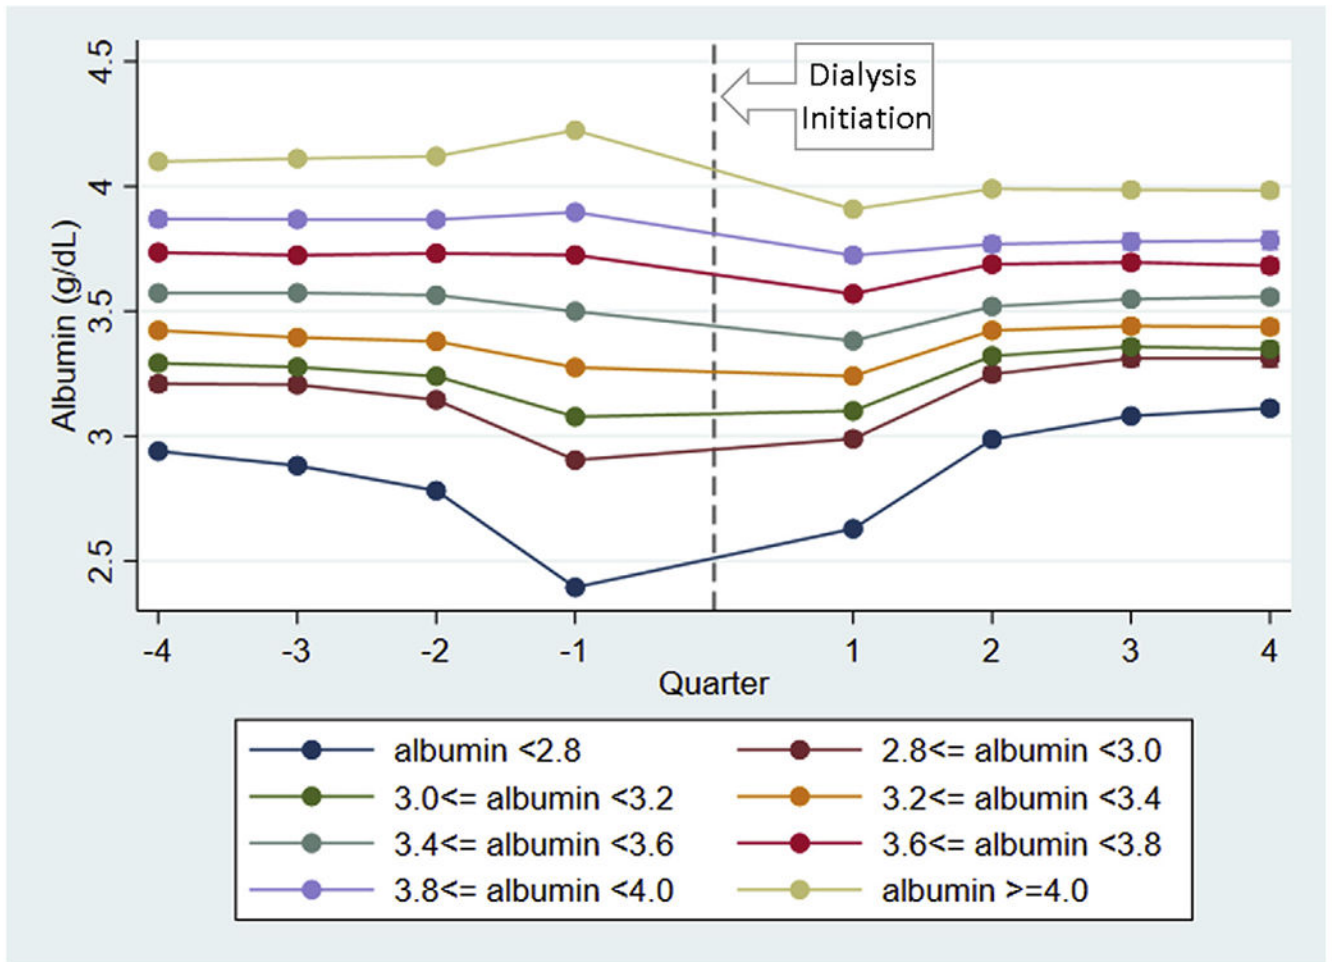 Dialysis
Initiation
Albumin (g/dL)
4.5
4
3.5
3
2.5
-4 -3 -2 -1 1 2 3 4
Quarter
albumin <2.8 2.8<= albumin <3.0
3.0<= albumin <3.2 3.2<= albumin <3.4
3.4<= albumin <3.6 3.6<= albumin <3.8
3.8<= albumin <4.0 albumin >=4.0